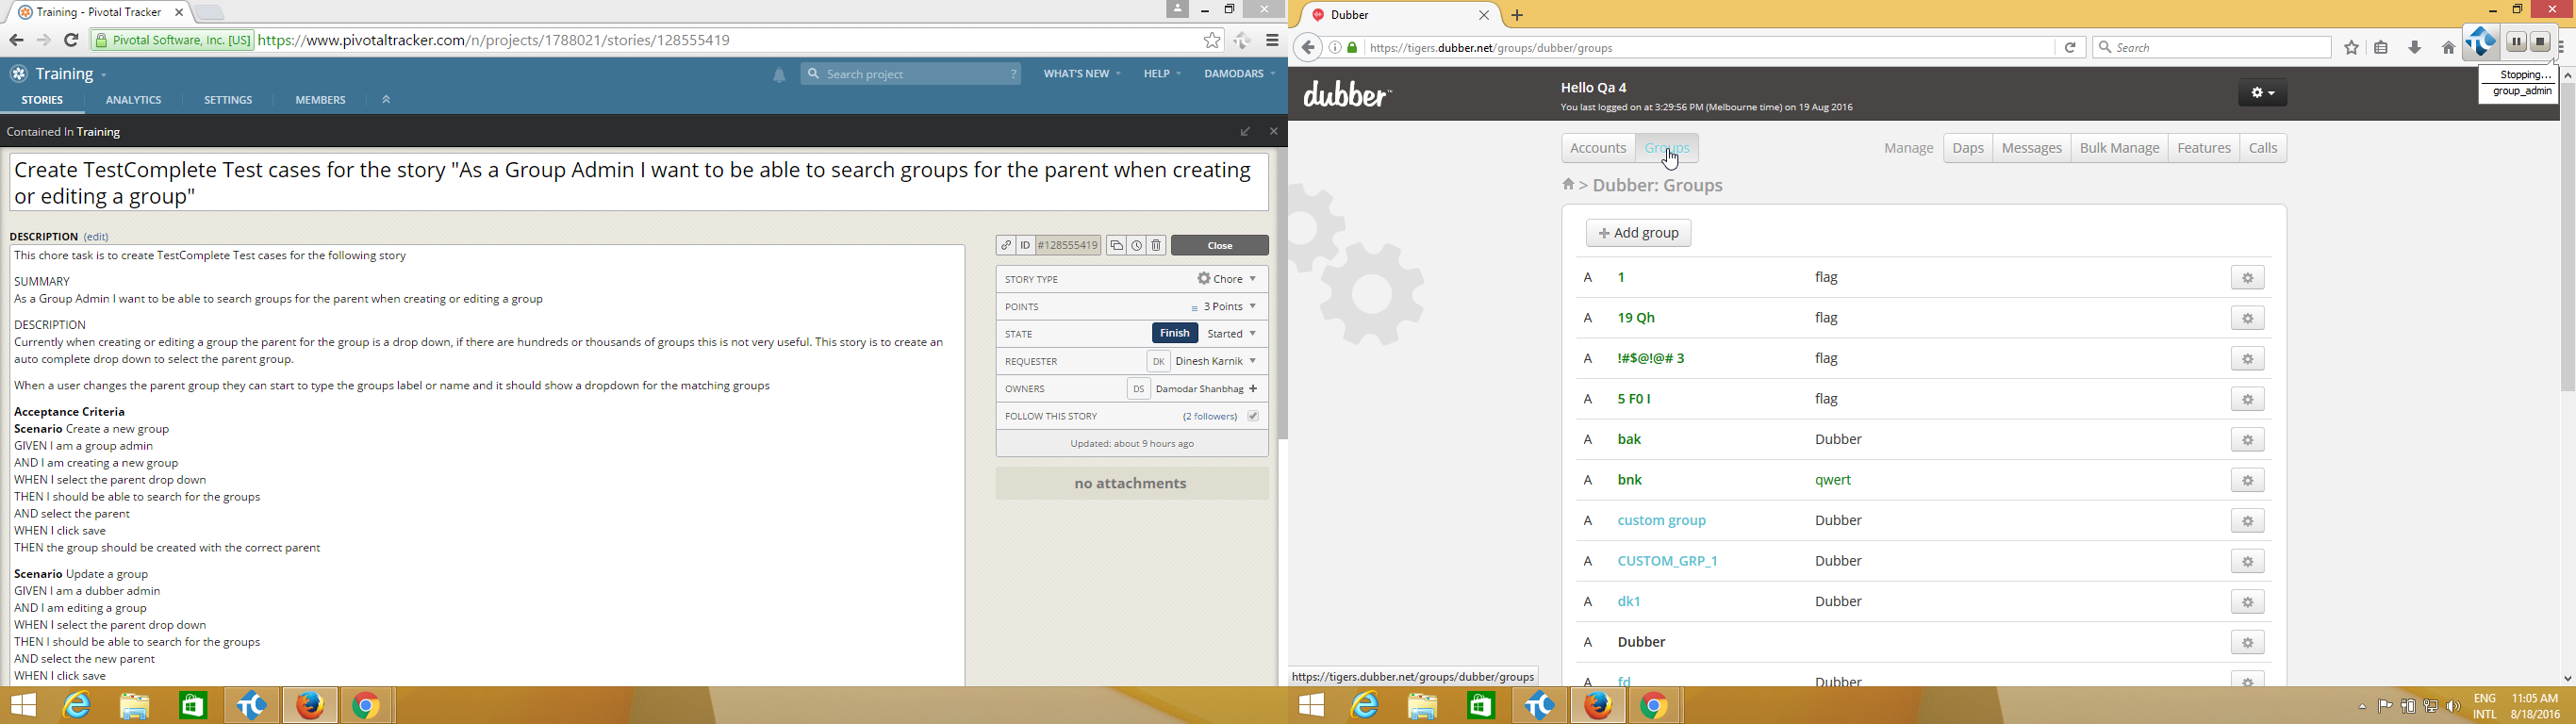 Training - Pivotal Tracker
Pivotal Software, Inc. [US]
https://www.pivotaltracker.com/n/projects/1788021/stories/128555419
Training
Search project
?
WHAT'S NEW
HELP
DAMODARS
STORIES
ANALYTICS
SETTINGS
MEMBERS
Contained In Training
Create TestComplete Test cases for the story "As a Group Admin I want to be able to search groups for the parent when creating
or editing a group"
DESCRIPTION (edit)
This chore task is to create TestComplete Test cases for the following story
SUMMARY
As a Group Admin I want to be able to search groups for the parent when creating or editing a group
DESCRIPTION
Currently when creating or editing a group the parent for the group is a drop down, if there are hundreds or thousands of groups this is not very useful. This story is to create an
auto complete drop down to select the parent group.
When a user changes the parent group they can start to type the groups label or name and it should show a dropdown for the matching groups
Acceptance Criteria
Scenario Create a new group
GIVEN I am a group admin
AND I am creating a new group
WHEN I select the parent drop down
THEN I should be able to search for the groups
AND select the parent
WHEN I click save
THEN the group should be created with the correct parent
Scenario Update a group
GIVEN I am a dubber admin
AND I am editing a group
WHEN I select the parent drop down
THEN I should be able to search for the groups
AND select the new parent
WHEN I click save
ID #128555419
Close
STORY TYPE Chore
POINTS 3 Points
STATE Finish Started
REQUESTER DK Dinesh Karnik
OWNERS DS Damodar Shanbhag +
FOLLOW THIS STORY (2 followers)
Updated: about 9 hours ago
no attachments
Dubber
https://tigers.dubber.net/groups/dubber/groups
Search
Stopping...
group_admin
dubber™
Hello Qa 4
You last logged on at 3:29:56 PM (Melbourne time) on 19 Aug 2016
Accounts
Groups
Manage
Daps
Messages
Bulk Manage
Features
Calls
> Dubber: Groups
+ Add group
A 1 flag
A 19 Qh flag
A !#$@!@# 3 flag
A 5 F0 I flag
A bak Dubber
A bnk qwert
A custom group Dubber
A CUSTOM_GRP_1 Dubber
A dk1 Dubber
A Dubber
A fd Dubber
https://tigers.dubber.net/groups/dubber/groups
ENG
INTL
11:05 AM
8/18/2016